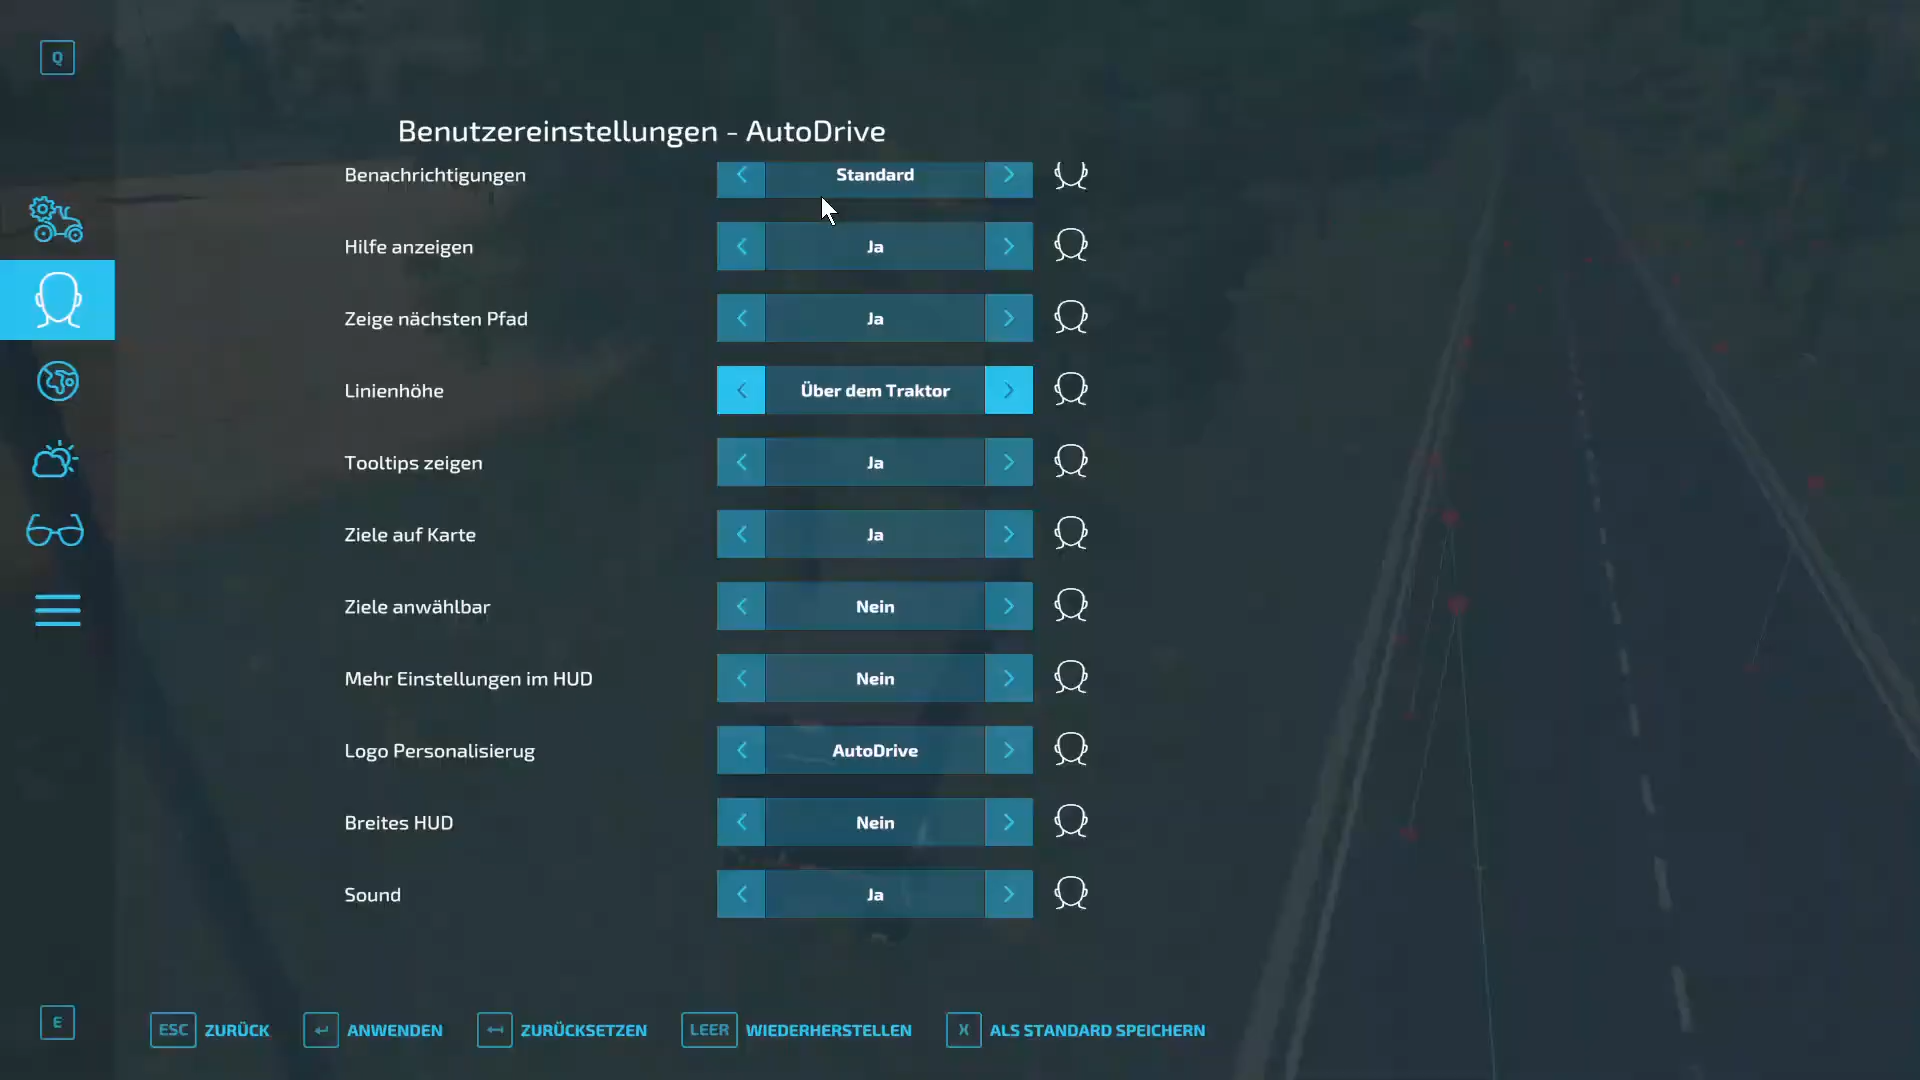 Q
Benutzereinstellungen - AutoDrive
Benachrichtigungen Standard
Hilfe anzeigen Ja
Zeige nächsten Pfad Ja
Linienhöhe Über dem Traktor
Tooltips zeigen Ja
Ziele auf Karte Ja
Ziele anwählbar Nein
Mehr Einstellungen im HUD Nein
Logo Personalisierug AutoDrive
Breites HUD Nein
Sound Ja
E
ESC ZURÜCK ANWENDEN ZURÜCKSETZEN LEER WIEDERHERSTELLEN X ALS STANDARD SPEICHERN